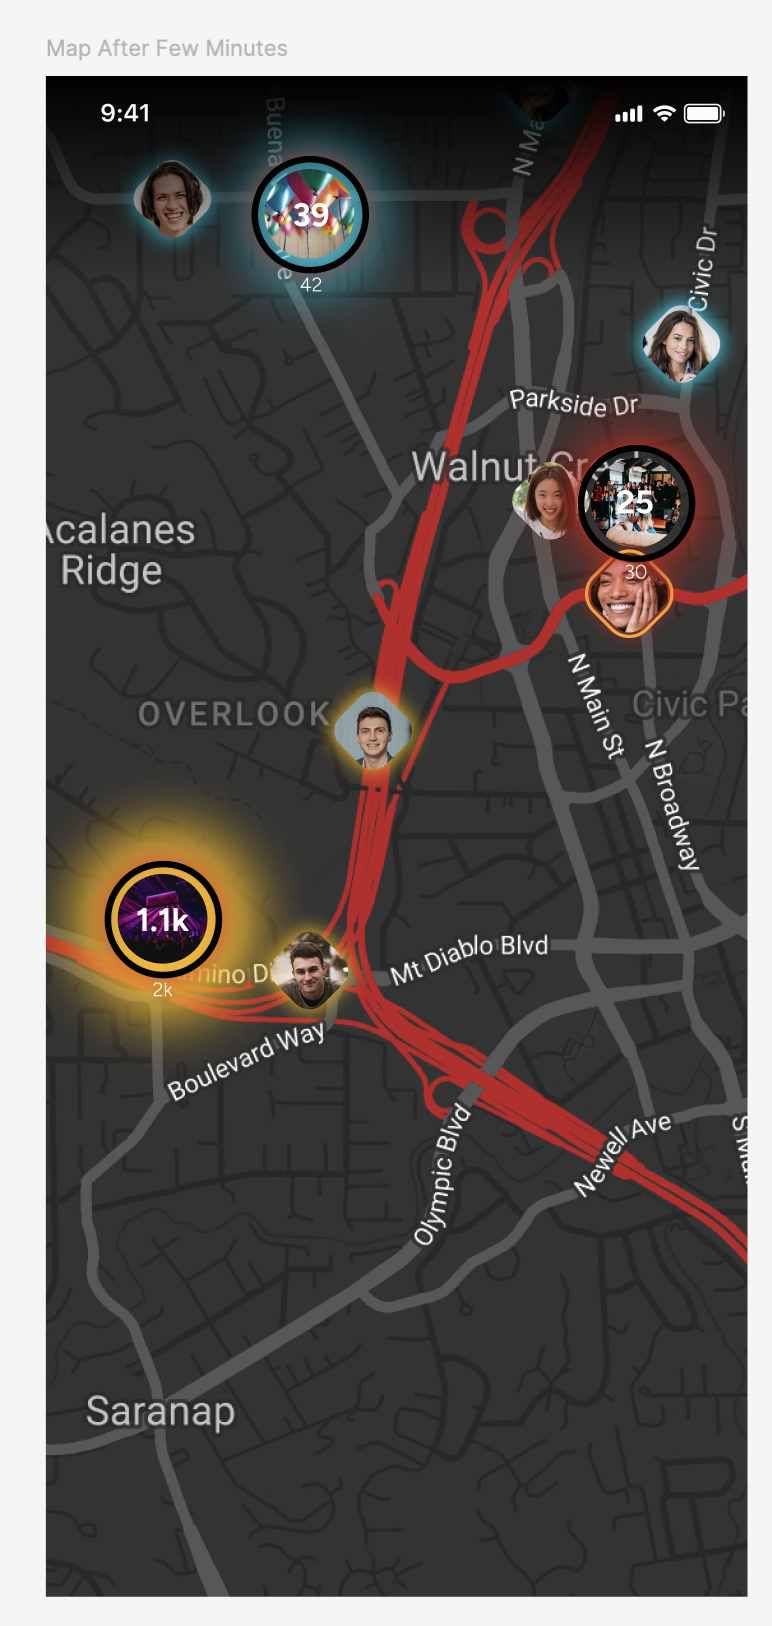 Map After Few Minutes
9:41
Buena
N Ma
39
42
Civic Dr
Parkside Dr
Walnut Cre
25
30
Acalanes
Ridge
N Main St
Civic Pa
OVERLOOK
N Broadway
1.1k
2k
mino Di
Mt Diablo Blvd
Boulevard Way
Olympic Blvd
Newell Ave
Saranap